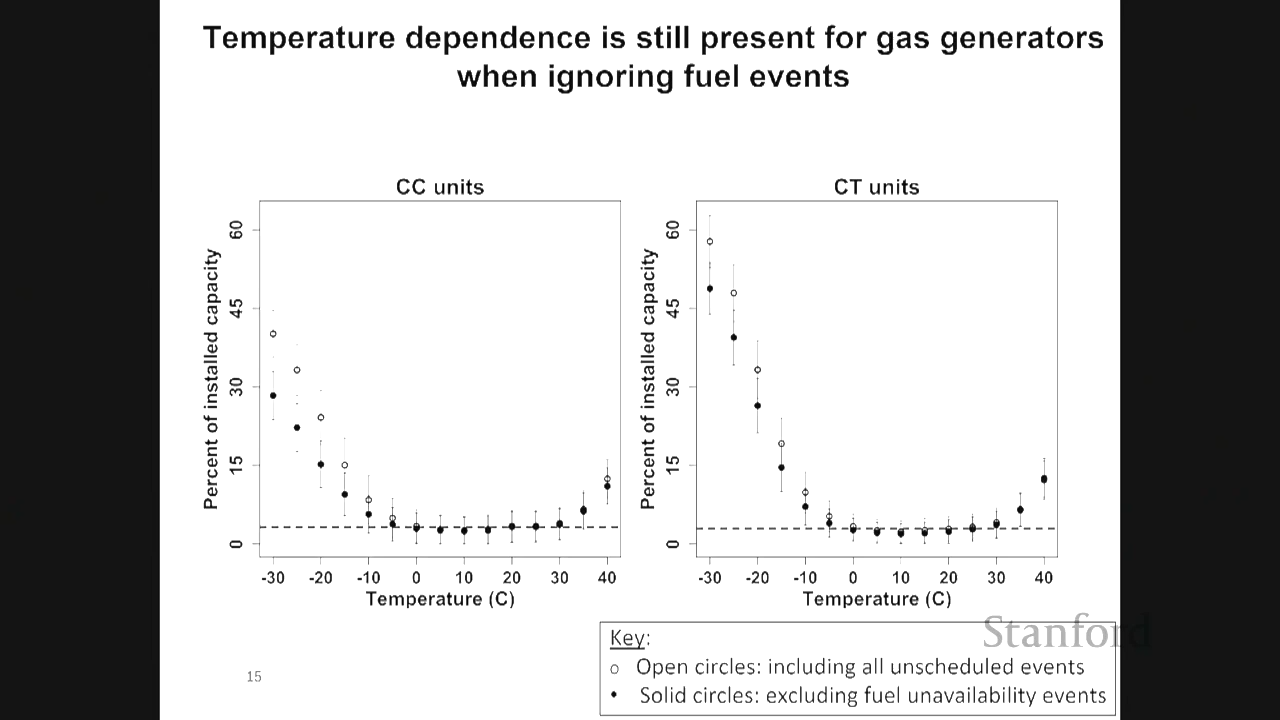 Temperature dependence is still present for gas generators
when ignoring fuel events
CC units
Percent of installed capacity
60
45
30
15
0
-30 -20 -10 0 10 20 30 40
Temperature (C)
CT units
Percent of installed capacity
60
45
30
15
0
-30 -20 -10 0 10 20 30 40
Temperature (C)
Stanford
Key:
Open circles: including all unscheduled events
Solid circles: excluding fuel unavailability events
15